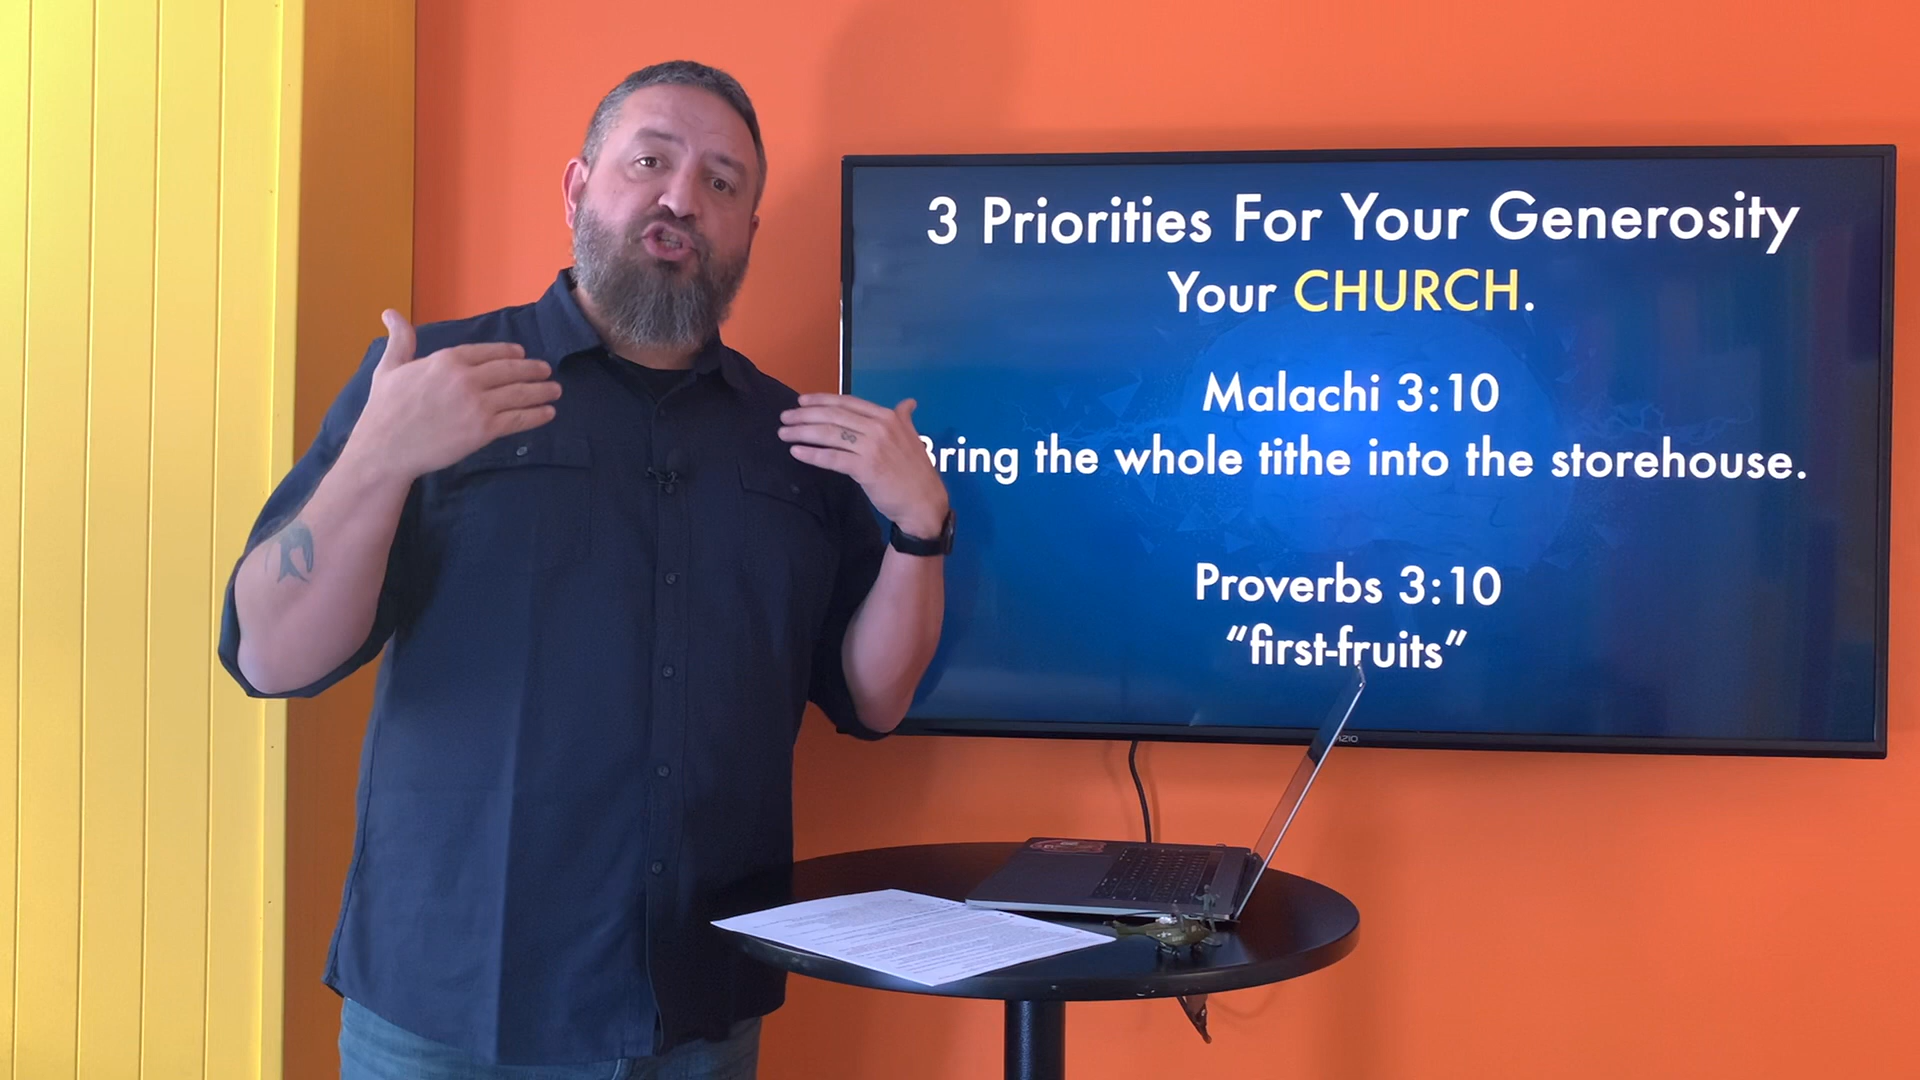 3 Priorities For Your Generosity
Your CHURCH.
Malachi 3:10
Bring the whole tithe into the storehouse.
Proverbs 3:10
“first-fruits”